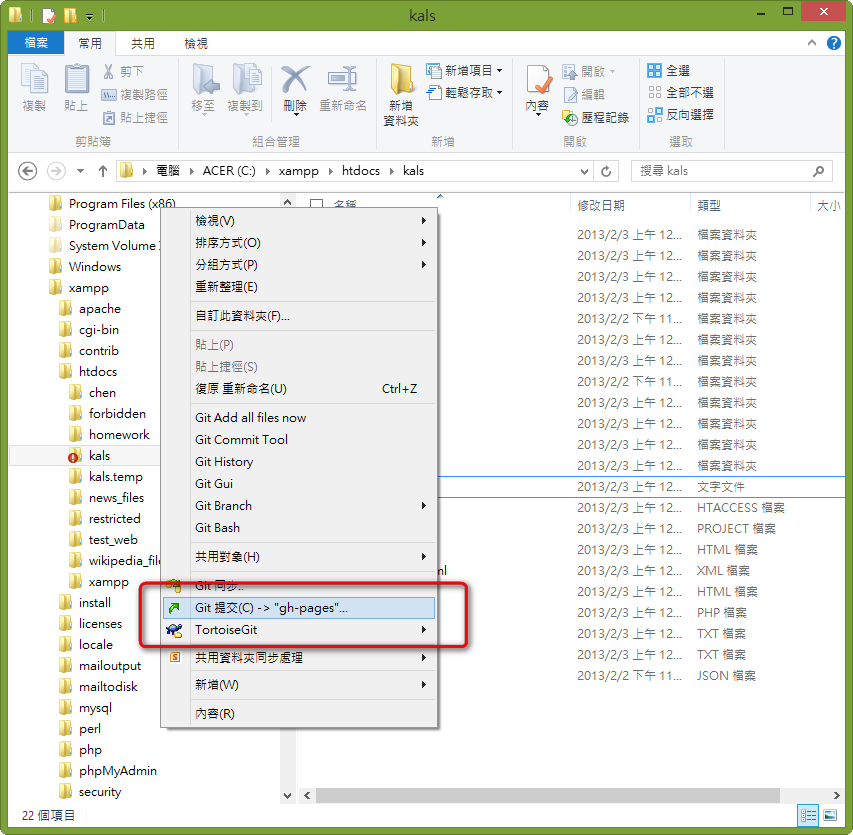 kals
檔案 常用 共用 檢視
複製
貼上
剪下
複製路徑
貼上捷徑
剪貼簿
移至
複製到
刪除
重新命名
組合管理
新增
資料夾
新增項目
輕鬆存取
新增
內容
開啟
編輯
歷程記錄
開啟
全選
全部不選
反向選擇
選取
電腦 ACER (C:) xampp htdocs kals
搜尋 kals
Program Files (x86)
ProgramData
System Volume
Windows
xampp
apache
cgi-bin
contrib
htdocs
chen
forbidden
homework
kals
kals.temp
news_files
restricted
test_web
wikipedia_file
xampp
install
licenses
locale
mailoutput
mailtodisk
mysql
perl
php
phpMyAdmin
security
檢視(V)
排序方式(O)
分組方式(P)
重新整理(E)
自訂此資料夾(F)...
貼上(P)
貼上捷徑(S)
復原 重新命名(U) Ctrl+Z
Git Add all files now
Git Commit Tool
Git History
Git Gui
Git Branch
Git Bash
共用對象(H)
Git 同步..
Git 提交(C) -> "gh-pages"...
TortoiseGit
共用資料夾同步處理
新增(W)
內容(R)
名稱 修改日期 類型 大小
2013/2/3 上午 12... 檔案資料夾
2013/2/3 上午 12... 檔案資料夾
2013/2/3 上午 12... 檔案資料夾
2013/2/3 上午 12... 檔案資料夾
2013/2/2 下午 11... 檔案資料夾
2013/2/3 上午 12... 檔案資料夾
2013/2/3 上午 12... 檔案資料夾
2013/2/2 下午 11... 檔案資料夾
2013/2/3 上午 12... 檔案資料夾
2013/2/3 上午 12... 檔案資料夾
2013/2/3 上午 12... 檔案資料夾
2013/2/3 上午 12... 檔案資料夾
2013/2/3 上午 12... 文字文件
2013/2/3 上午 12... HTACCESS 檔案
2013/2/3 上午 12... PROJECT 檔案
2013/2/3 上午 12... HTML 檔案
ml 2013/2/3 上午 12... XML 檔案
2013/2/3 上午 12... HTML 檔案
2013/2/3 上午 12... PHP 檔案
2013/2/3 上午 12... TXT 檔案
2013/2/3 上午 12... TXT 檔案
2013/2/2 下午 11... JSON 檔案
22 個項目